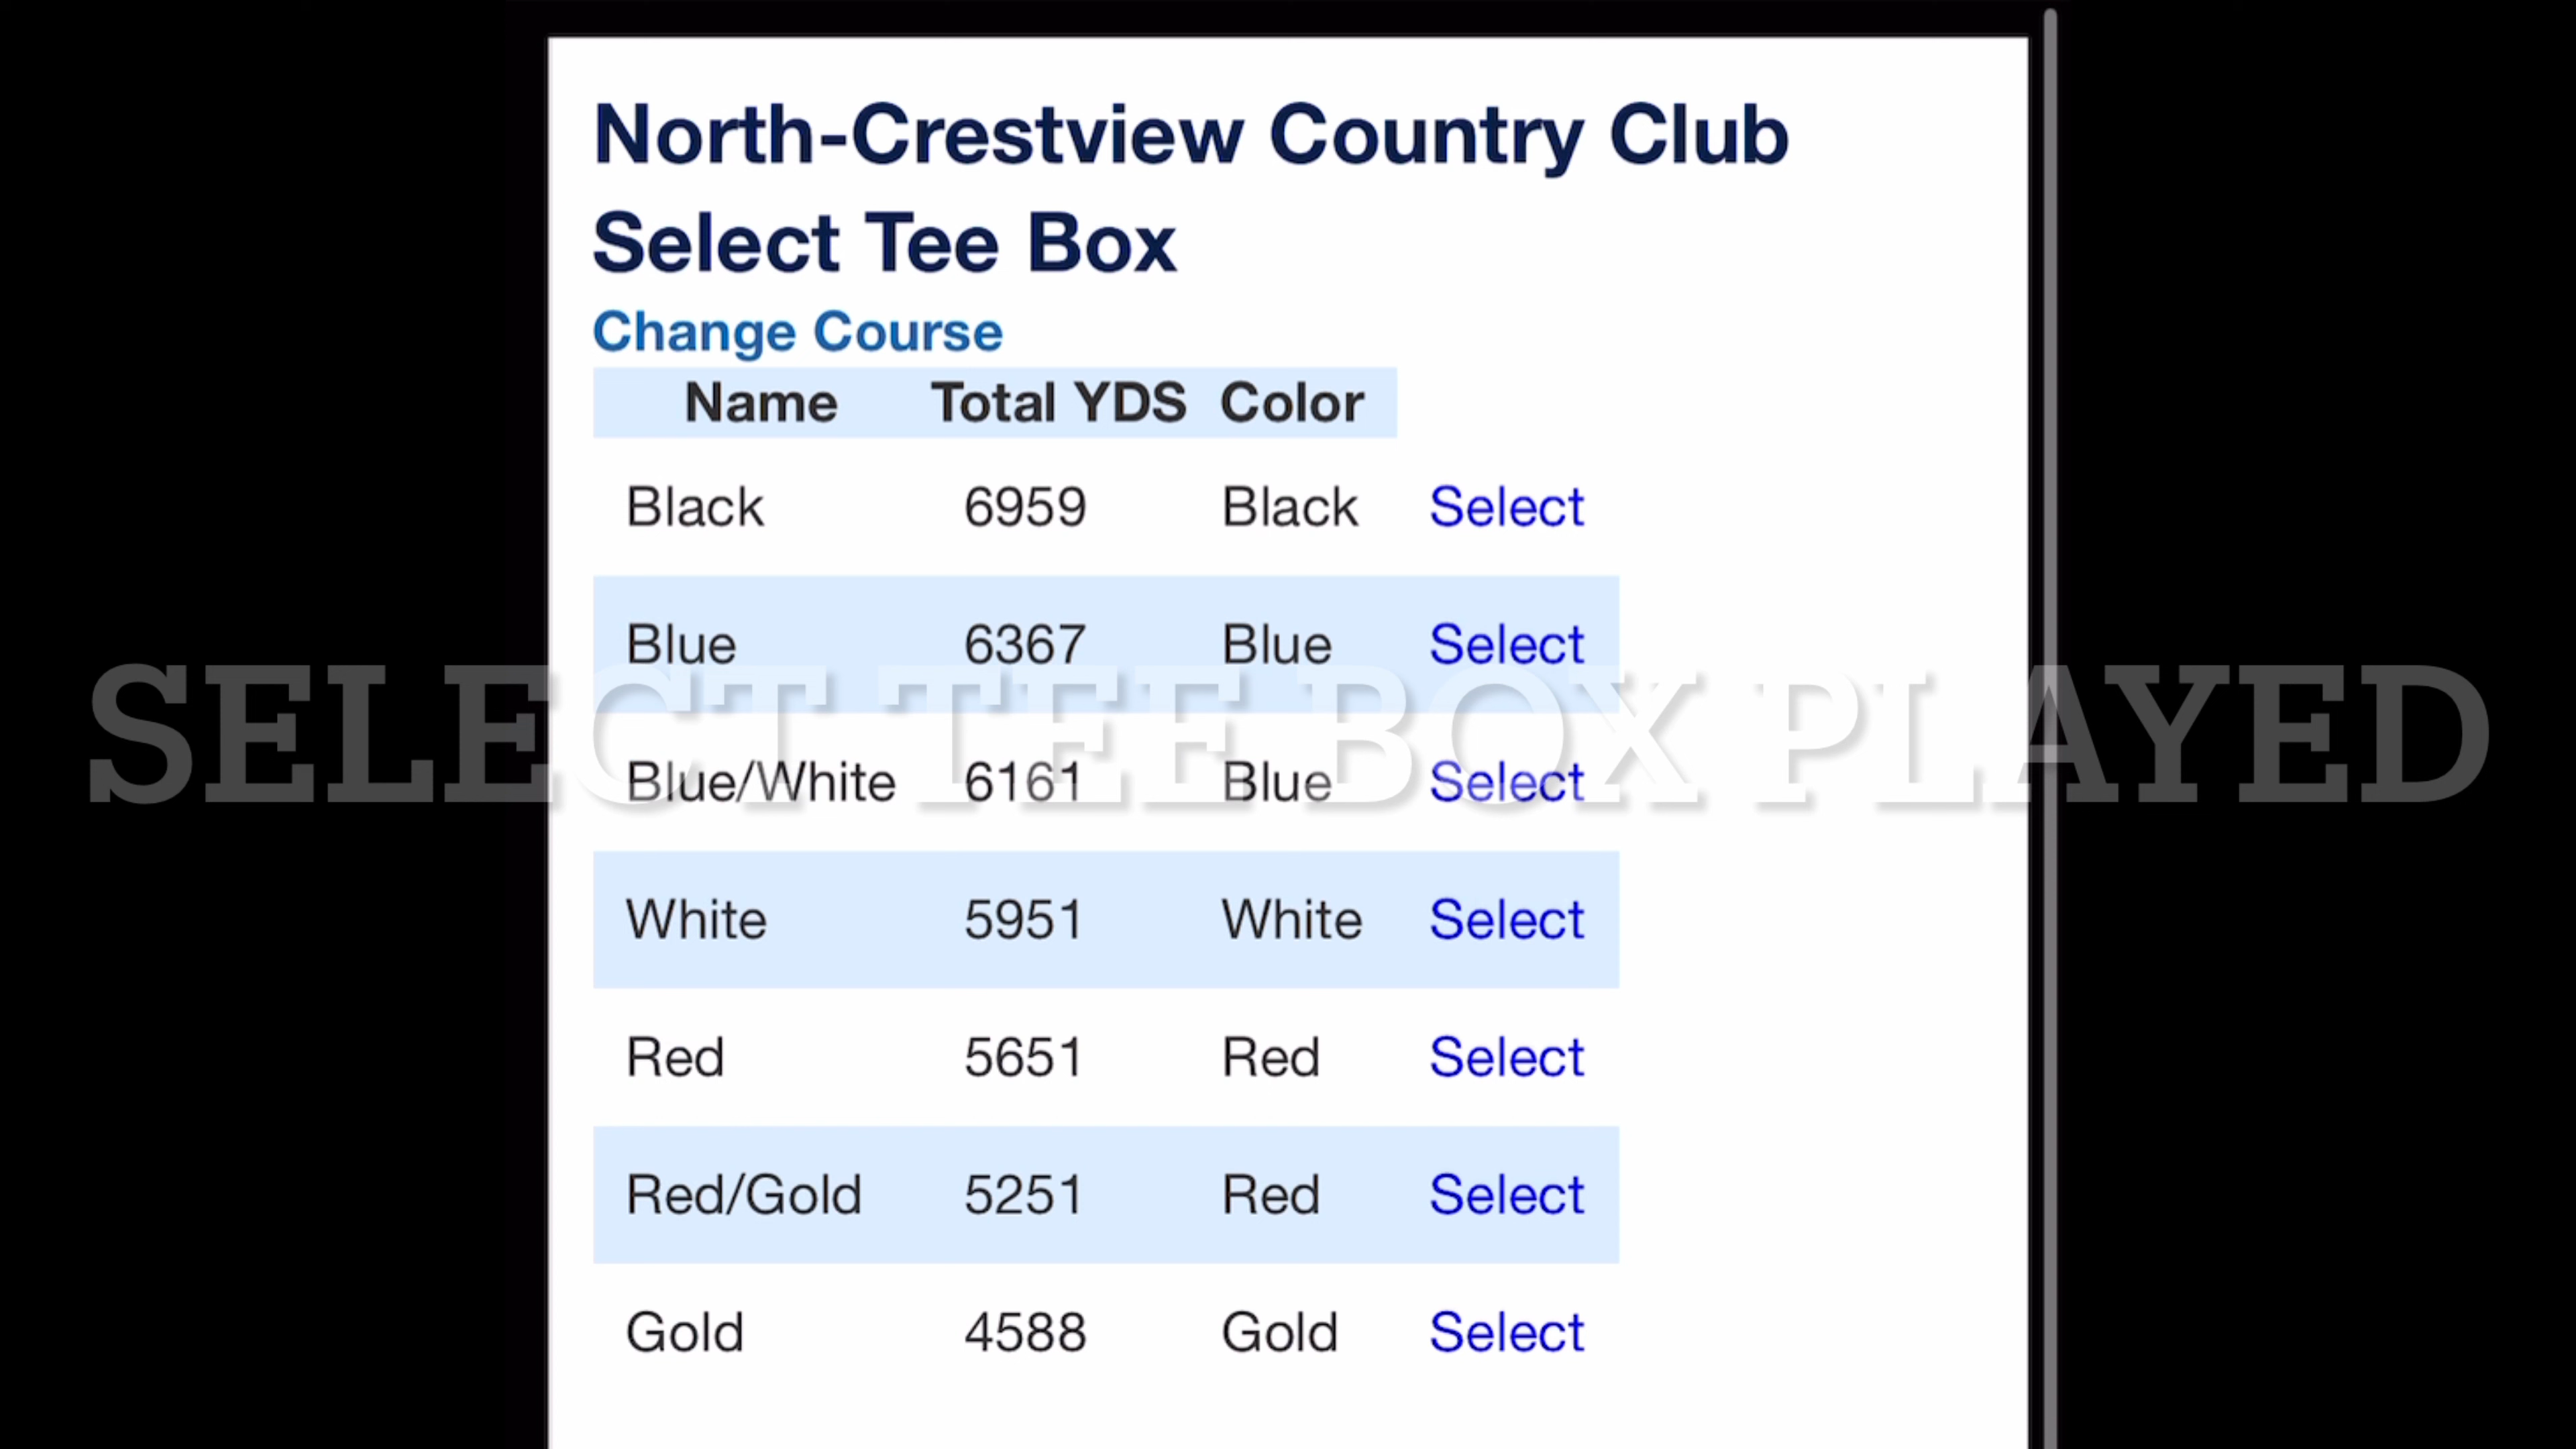 North-Crestview Country Club
Select Tee Box
Change Course
Name Total YDS Color
Black 6959 Black Select
Blue 6367 Blue Select
SELECT TEE BOX PLAYED
Blue/White 6161 Blue Select
White 5951 White Select
Red 5651 Red Select
Red/Gold 5251 Red Select
Gold 4588 Gold Select